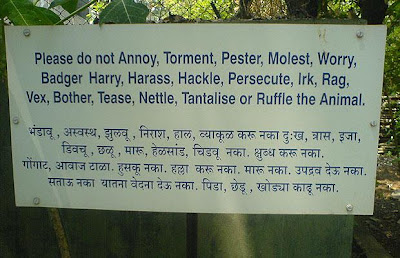 Please do not Annoy, Torment, Pester, Molest, Worry,
Badger Harry, Harass, Hackle, Persecute, Irk, Rag,
Vex, Bother, Tease, Nettle, Tantalise or Ruffle the Animal.
भंडावू , अस्वस्थ, झुलवू , निराश, हाल, व्याकूळ करू नका दुःख, त्रास, इजा,
डिवचू , छळू , मारू, हेळसांड, चिडवू नका. क्षुब्ध करू नका.
गोंगाट, आवाज टाळा. हुसकू नका. हल्ला करू नका. मारू नका. उपद्रव देऊ नका.
सताऊ नका यातना वेदना देऊ नका. पिडा, छेडू , खोड्या काढू नका.